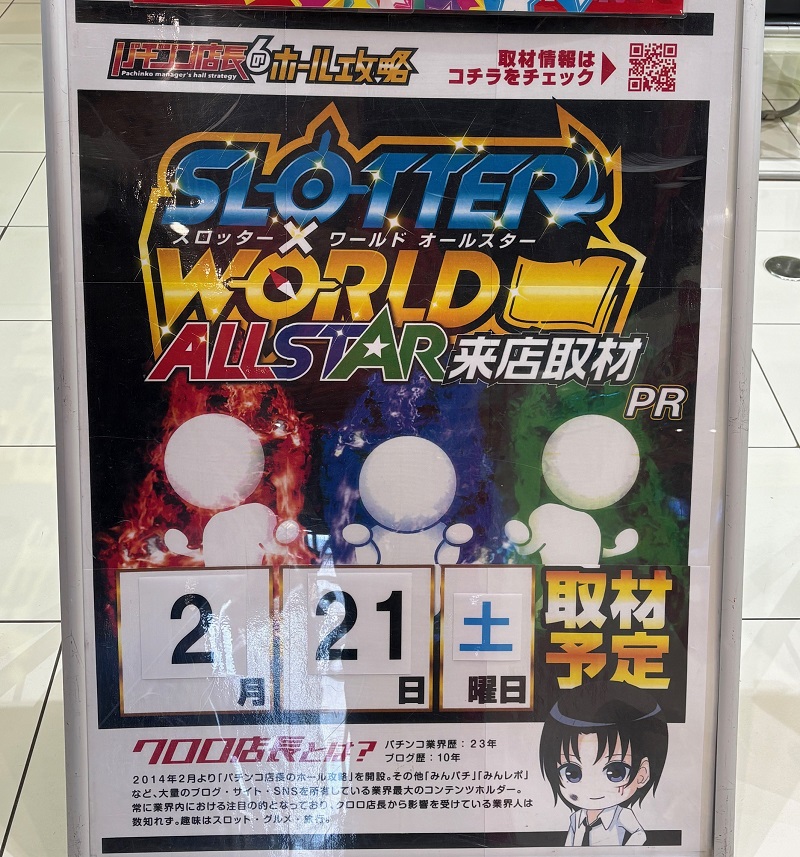 パチンコ店長のホール攻略
Pachinko manager's hall strategy
取材情報は
コチラをチェック
SLOTTER
スロッター×ワールド オールスター
WORLD
ALLSTAR来店取材
PR
2月 21日 土曜日
取材
予定
クロロ店長とは?
パチンコ業界歴:23年
ブログ歴:10年
2014年2月より「パチンコ店長のホール攻略」を開設。その他「みんパチ」「みんレポ」
など、大量のブログ・サイト・SNSを所有している業界最大のコンテンツホルダー。
常に業界内における注目の的となっており、クロロ店長から影響を受けている業界人は
数知れず。趣味はスロット・グルメ・旅行。